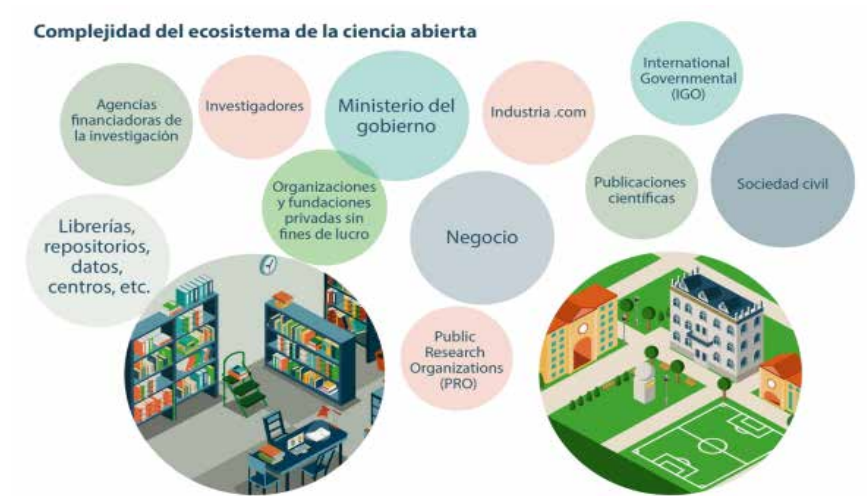 Complejidad del ecosistema de la ciencia abierta
Agencias
financiadoras de
la investigación
Investigadores
Ministerio del
gobierno
Industria .com
International
Governmental
(IGO)
Organizaciones
y fundaciones
privadas sin
fines de lucro
Publicaciones
científicas
Sociedad civil
Librerías,
repositorios,
datos,
centros, etc.
Negocio
Public
Research
Organizations
(PRO)